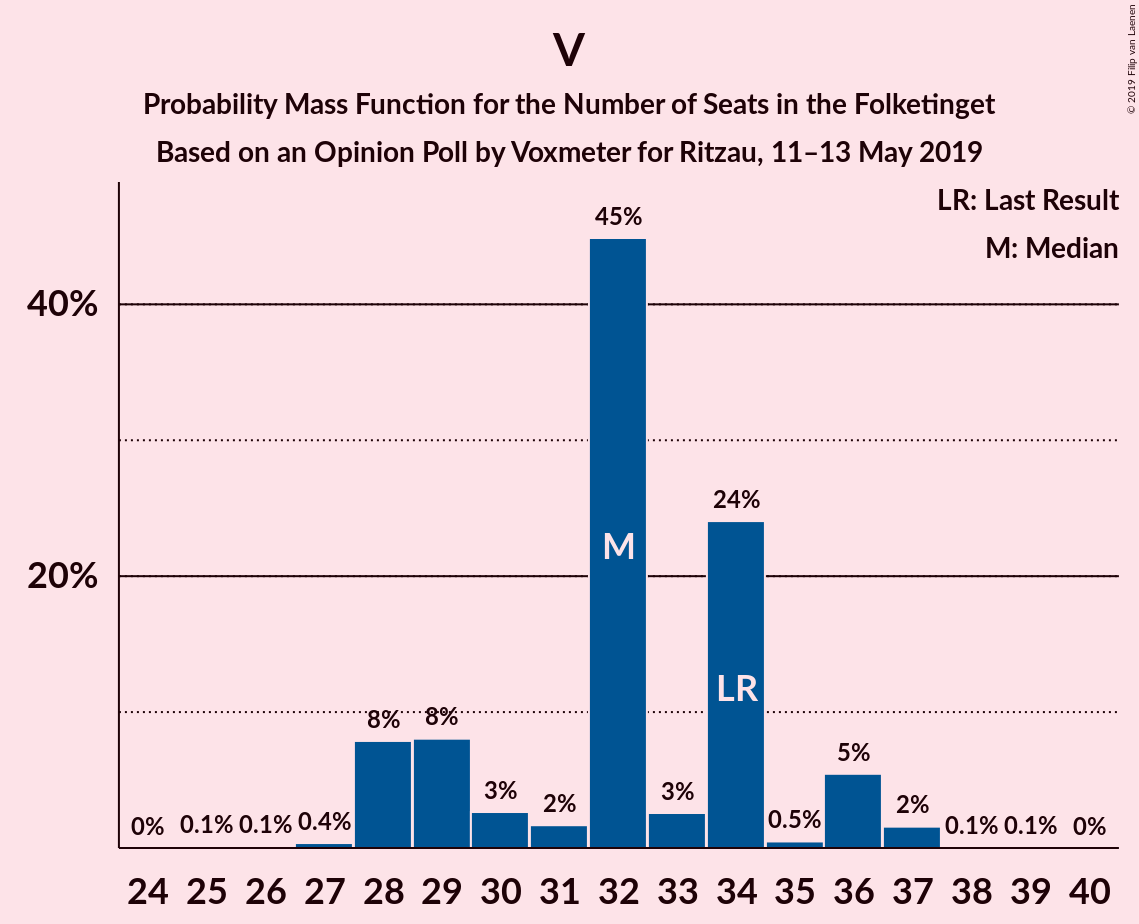 V
Probability Mass Function for the Number of Seats in the Folketinget
Based on an Opinion Poll by Voxmeter for Ritzau, 11–13 May 2019
© 2019 Filip van Laenen
LR: Last Result
M: Median
40%
20%
0% 0.1% 0.1% 0.4% 8% 8% 3% 2% 45% 3% 24% 0.5% 5% 2% 0.1% 0.1% 0%
M
LR
24 25 26 27 28 29 30 31 32 33 34 35 36 37 38 39 40